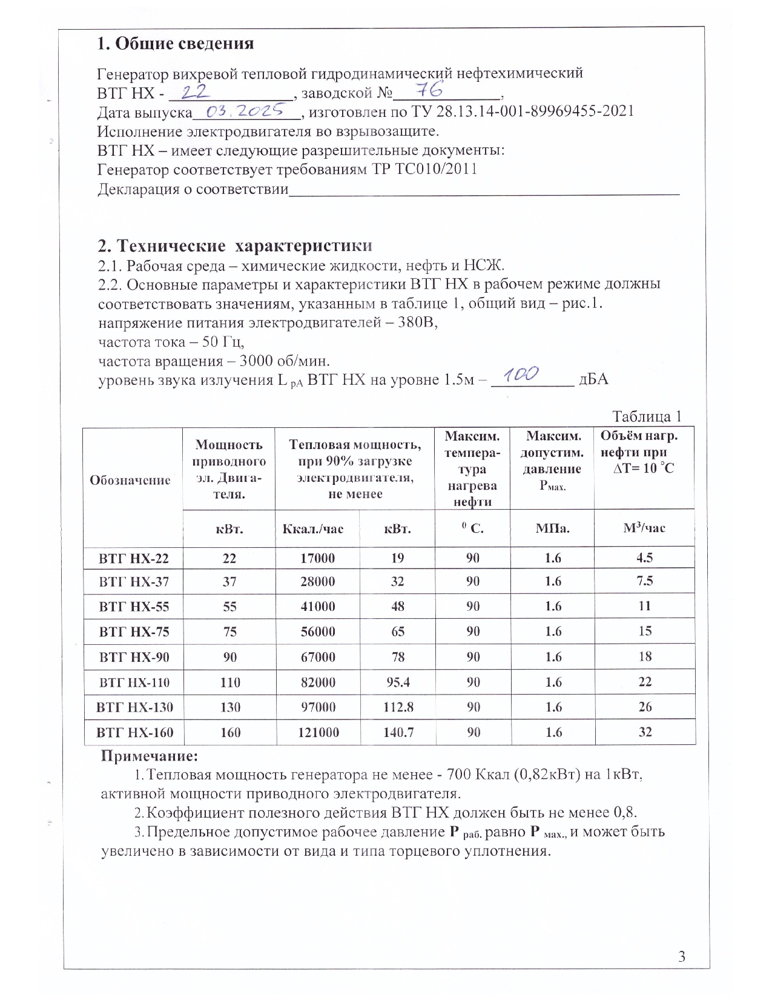 1. Общие сведения
Генератор вихревой тепловой гидродинамический нефтехимический
ВТГ НХ - 22, заводской № 76,
Дата выпуска 03.2025, изготовлен по ТУ 28.13.14-001-89969455-2021
Исполнение электродвигателя во взрывозащите.
ВТГ НХ – имеет следующие разрешительные документы:
Генератор соответствует требованиям ТР ТС010/2011
Декларация о соответствии
2. Технические характеристики
2.1. Рабочая среда – химические жидкости, нефть и НСЖ.
2.2. Основные параметры и характеристики ВТГ НХ в рабочем режиме должны
соответствовать значениям, указанным в таблице 1, общий вид – рис.1.
напряжение питания электродвигателей – 380В,
частота тока – 50 Гц,
частота вращения – 3000 об/мин.
уровень звука излучения L рА ВТГ НХ на уровне 1.5м – 100 дБА
Таблица 1
Обозначение
Мощность
приводного
эл. Двига-
теля.
Тепловая мощность,
при 90% загрузке
электродвигателя,
не менее
Максим.
темпера-
тура
нагрева
нефти
Максим.
допустим.
давление
Рмах.
Объём нагр.
нефти при
ΔТ= 10 °С
кВт. Ккал./час кВт. ⁰ С. МПа. М³/час
ВТГ НХ-22 22 17000 19 90 1.6 4.5
ВТГ НХ-37 37 28000 32 90 1.6 7.5
ВТГ НХ-55 55 41000 48 90 1.6 11
ВТГ НХ-75 75 56000 65 90 1.6 15
ВТГ НХ-90 90 67000 78 90 1.6 18
ВТГ НХ-110 110 82000 95.4 90 1.6 22
ВТГ НХ-130 130 97000 112.8 90 1.6 26
ВТГ НХ-160 160 121000 140.7 90 1.6 32
Примечание:
1.Тепловая мощность генератора не менее - 700 Ккал (0,82кВт) на 1кВт.
активной мощности приводного электродвигателя.
2.Коэффициент полезного действия ВТГ НХ должен быть не менее 0,8.
3.Предельное допустимое рабочее давление Р раб. равно Р мах., и может быть
увеличено в зависимости от вида и типа торцевого уплотнения.
3